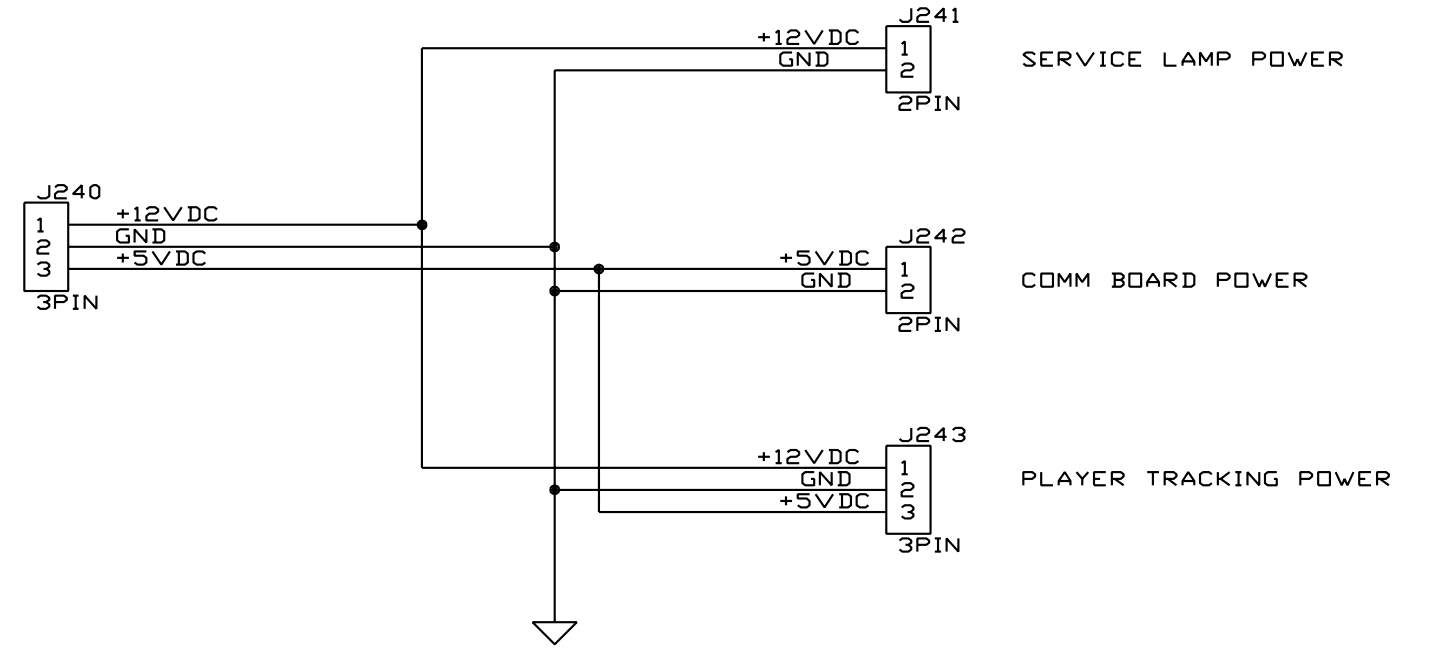 J241
+12VDC
1
SERVICE LAMP POWER
GND
2
2PIN
J240
+12VDC
1
GND
2
+5VDC
3
3PIN
J242
+5VDC
1
COMM BOARD POWER
GND
2
2PIN
J243
+12VDC
1
PLAYER TRACKING POWER
GND
2
+5VDC
3
3PIN